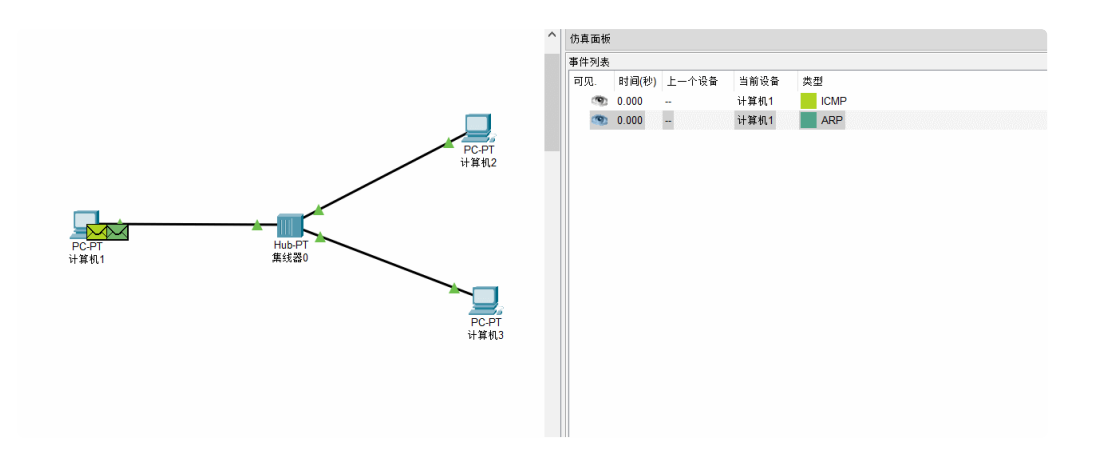 仿真面板
事件列表
可见. 时间(秒) 上一个设备 当前设备 类型
0.000 -- 计算机1 ICMP
0.000 -- 计算机1 ARP
PC-PT
计算机2
PC-PT
计算机1
Hub-PT
集线器0
PC-PT
计算机3